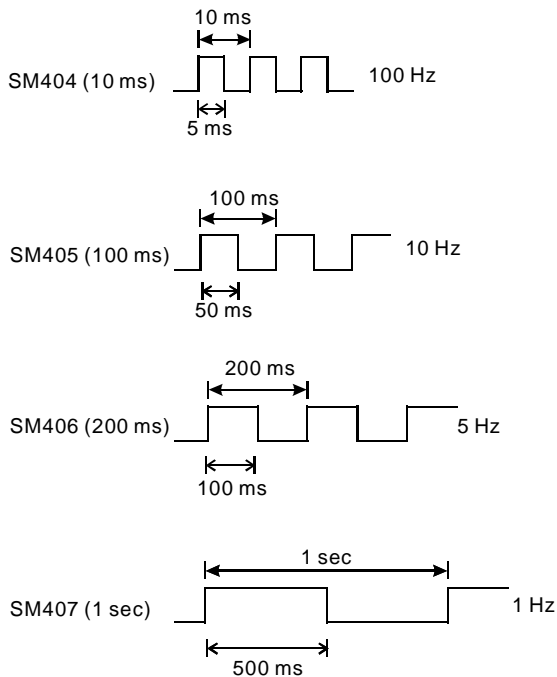 10 ms
SM404 (10 ms)
100 Hz
5 ms
100 ms
SM405 (100 ms)
10 Hz
50 ms
200 ms
SM406 (200 ms)
5 Hz
100 ms
1 sec
SM407 (1 sec)
1 Hz
500 ms